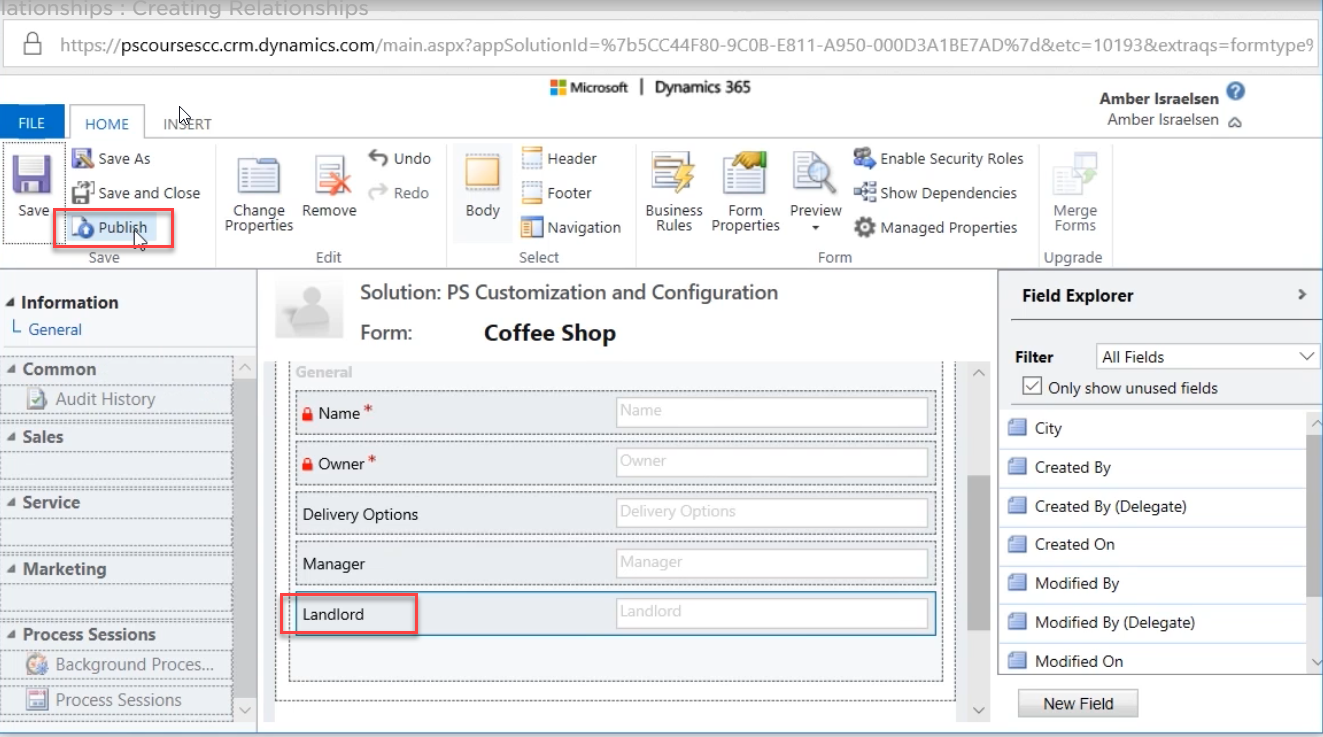 lationships : Creating Relationships
https://pscoursescc.crm.dynamics.com/main.aspx?appSolutionId=%7b5CC44F80-9C0B-E811-A950-000D3A1BE7AD%7d&etc=10193&extraqs=formtype%
Microsoft | Dynamics 365
Amber Israelsen
Amber Israelsen
FILE
HOME
INSERT
Save
Save As
Save and Close
Publish
Save
Change Properties
Remove
Undo
Redo
Edit
Body
Header
Footer
Navigation
Select
Business Rules
Form Properties
Preview
Enable Security Roles
Show Dependencies
Managed Properties
Form
Merge Forms
Upgrade
Information
General
Common
Audit History
Sales
Service
Marketing
Process Sessions
Background Proces...
Process Sessions
Solution: PS Customization and Configuration
Form: Coffee Shop
General
Name * Name
Owner * Owner
Delivery Options Delivery Options
Manager Manager
Landlord Landlord
Field Explorer
Filter All Fields
Only show unused fields
City
Created By
Created By (Delegate)
Created On
Modified By
Modified By (Delegate)
Modified On
New Field